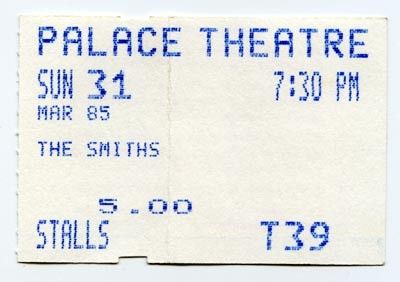 PALACE THEATRE
SUN 31 7:30 PM
MAR 85
THE SMITHS
5.00
STALLS T39